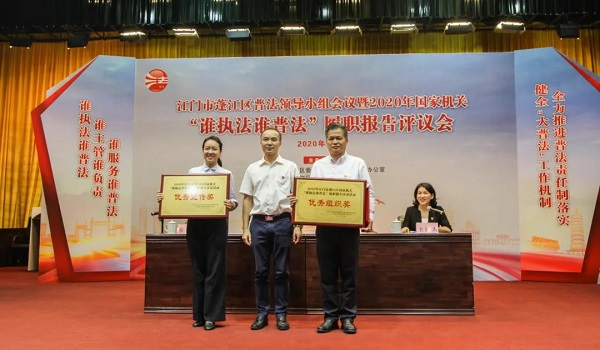 江门市蓬江区普法领导小组会议暨2020年国家机关
“谁执法谁普法”履职报告评议会
2020年
谁服务谁普法
谁主管谁负责
谁执法谁普法
全力推进普法责任制落实
健全“大普法”工作机制
优秀宣传奖
优秀组织奖